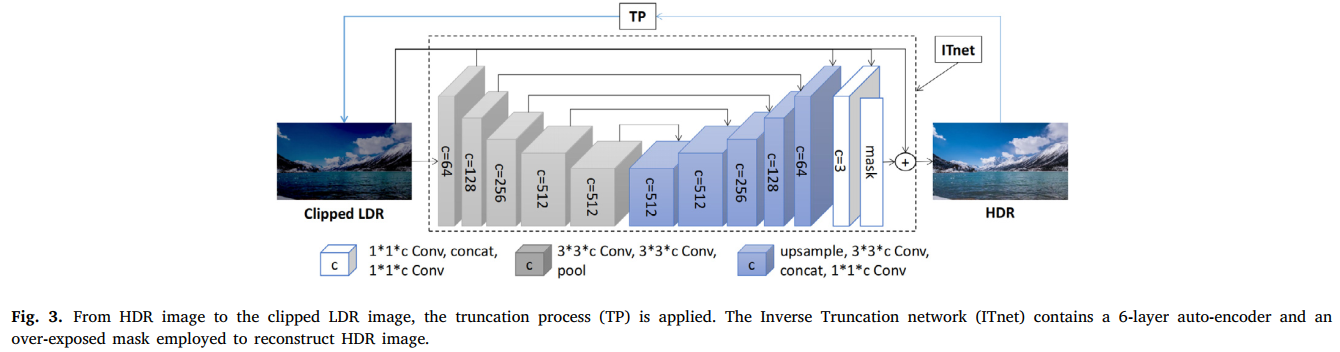 TP
ITnet
c=64
c=128
c=256
c=512
c=512
c=512
c=512
c=256
c=128
c=64
c=3
mask
+
Clipped LDR
HDR
c
1*1*c Conv, concat,
1*1*c Conv
c
3*3*c Conv, 3*3*c Conv,
pool
c
upsample, 3*3*c Conv,
concat, 1*1*c Conv
Fig. 3. From HDR image to the clipped LDR image, the truncation process (TP) is applied. The Inverse Truncation network (ITnet) contains a 6-layer auto-encoder and an
over-exposed mask employed to reconstruct HDR image.